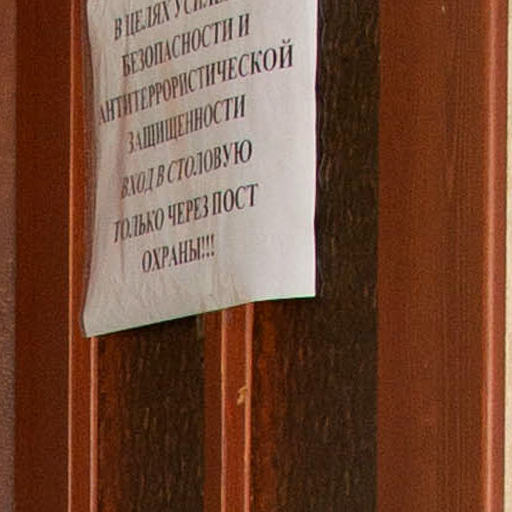 В ЦЕЛЯХ
БЕЗОПАСНОСТИ И
АНТИТЕРРОРИСТИЧЕСКОЙ
ЗАЩИЩЕННОСТИ
ВХОД В СТОЛОВУЮ
ТОЛЬКО ЧЕРЕЗ ПОСТ
ОХРАНЫ!!!